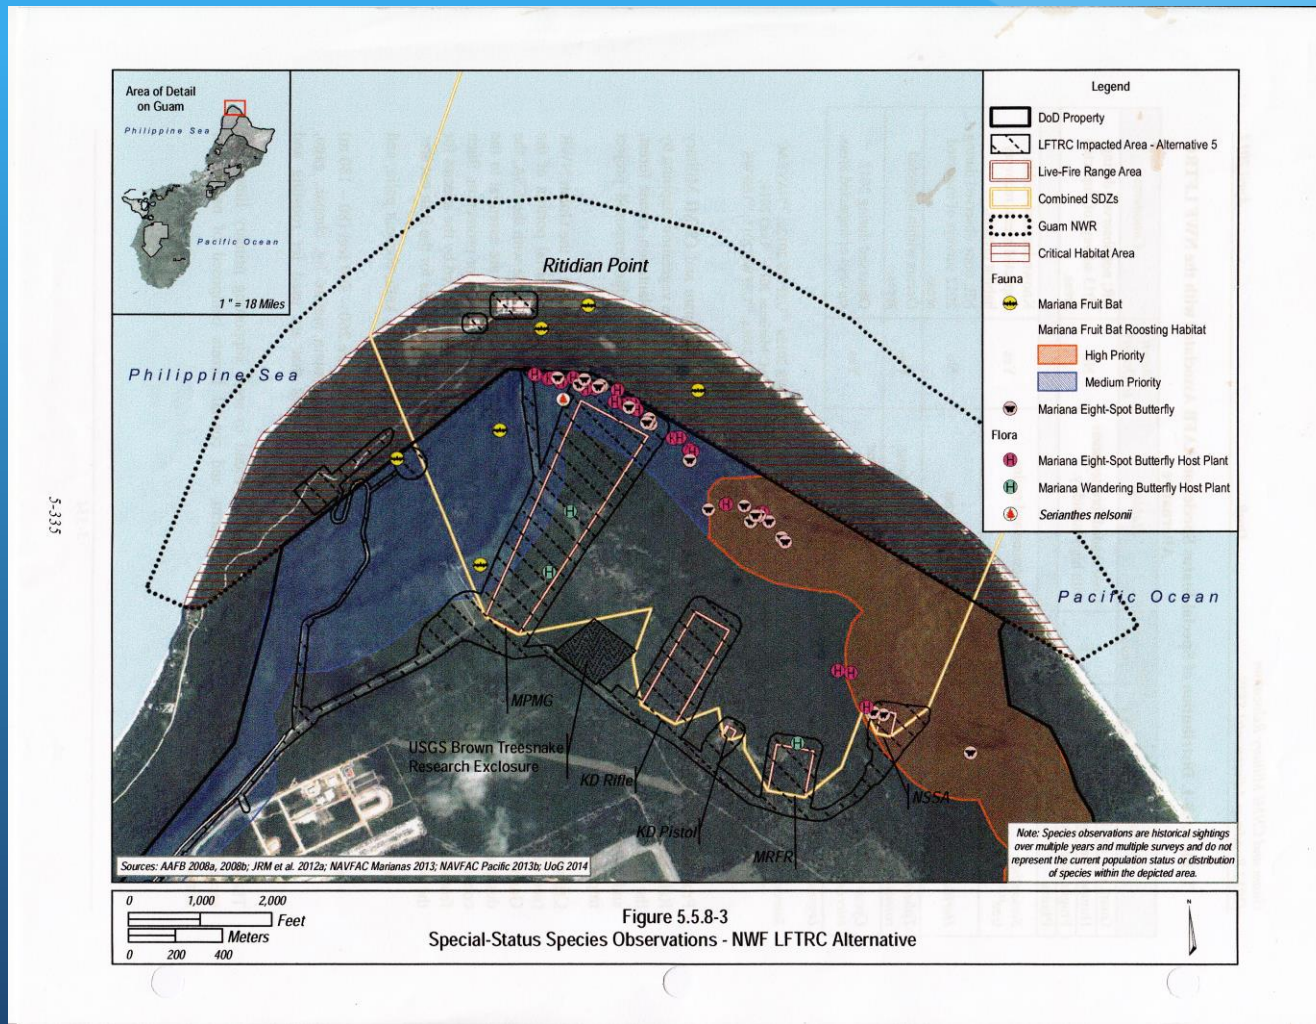 Area of Detail
on Guam
Philippine Sea
Pacific Ocean
1" = 18 Miles
Legend
DoD Property
LFTRC Impacted Area - Alternative 5
Live-Fire Range Area
Combined SDZs
Guam NWR
Critical Habitat Area
Fauna
Mariana Fruit Bat
Mariana Fruit Bat Roosting Habitat
High Priority
Medium Priority
Mariana Eight-Spot Butterfly
Flora
H Mariana Eight-Spot Butterfly Host Plant
H Mariana Wandering Butterfly Host Plant
Serianthes nelsonii
Ritidian Point
Philippine Sea
Pacific Ocean
5-335
MPMG
USGS Brown Treesnake
Research Exclosure
KD Rifle
KD Pistol
MRFR
NSSA
Note: Species observations are historical sightings
over multiple years and multiple surveys and do not
represent the current population status or distribution
of species within the depicted area.
Sources: AAFB 2008a, 2008b; JRM et al. 2012a; NAVFAC Marianas 2013; NAVFAC Pacific 2013b; UoG 2014
0 1,000 2,000
Feet
Meters
0 200 400
Figure 5.5.8-3
Special-Status Species Observations - NWF LFTRC Alternative
N